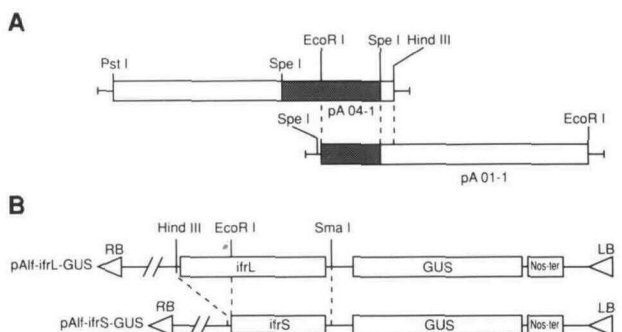 A
EcoR I Spe I Hind III
Pst I Spe I
pA 04-1
Spe I EcoR I
pA 01-1
B
Hind III EcoR I Sma I
RB LB
pAlf-ifrL-GUS ifrL GUS Nos-ter
RB LB
pAlf-ifrS-GUS ifrS GUS Nos-ter